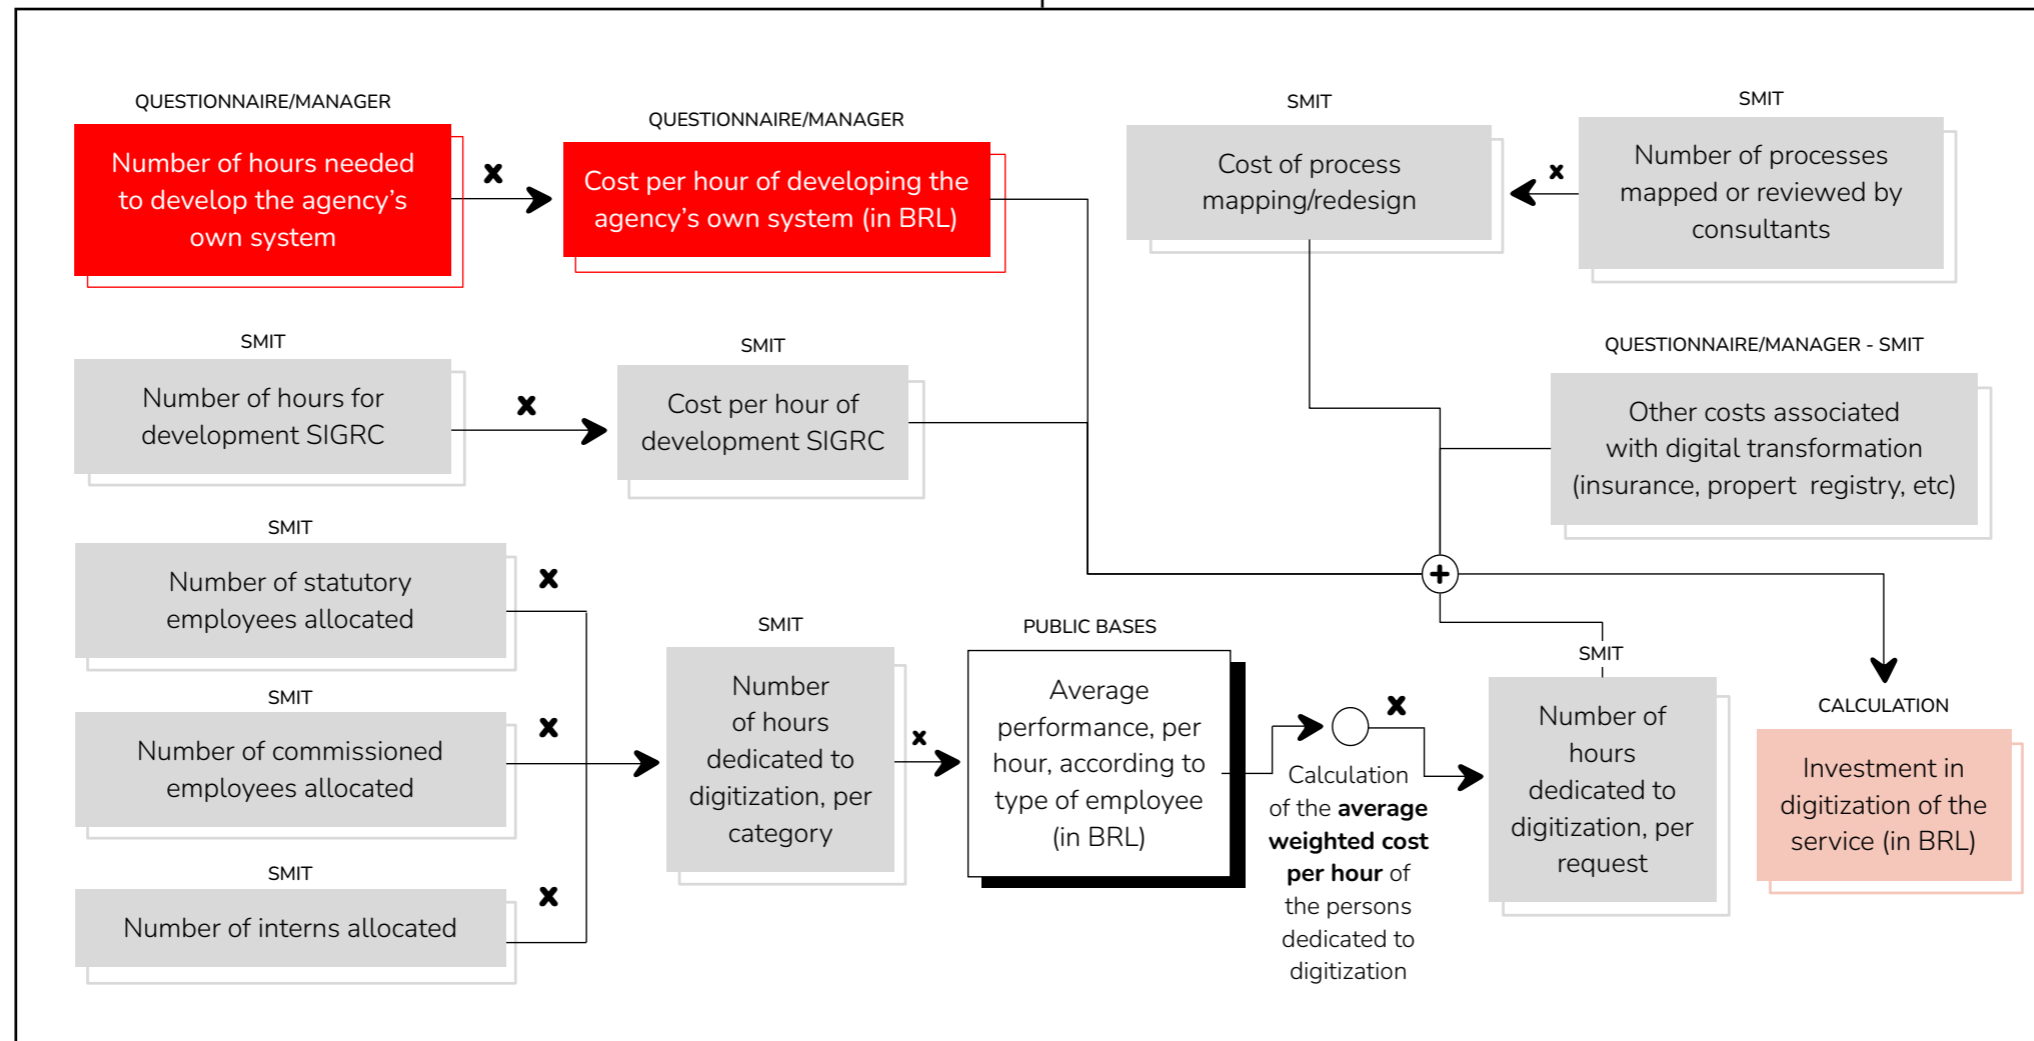 QUESTIONNAIRE/MANAGER
Number of hours needed
to develop the agency's
own system
x
QUESTIONNAIRE/MANAGER
Cost per hour of developing the
agency's own system (in BRL)
SMIT
Cost of process
mapping/redesign
x
SMIT
Number of processes
mapped or reviewed by
consultants
SMIT
Number of hours for
development SIGRC
x
SMIT
Cost per hour of
development SIGRC
QUESTIONNAIRE/MANAGER - SMIT
Other costs associated
with digital transformation
(insurance, propert registry, etc)
+
SMIT
Number of statutory
employees allocated
x
SMIT
Number of commissioned
employees allocated
x
SMIT
Number of interns allocated
x
SMIT
Number
of hours
dedicated to
digitization, per
category
x
PUBLIC BASES
Average
performance, per
hour, according to
type of employee
(in BRL)
x
Calculation
of the average
weighted cost
per hour of
the persons
dedicated to
digitization
SMIT
Number of
hours
dedicated to
digitization, per
request
CALCULATION
Investment in
digitization of the
service (in BRL)